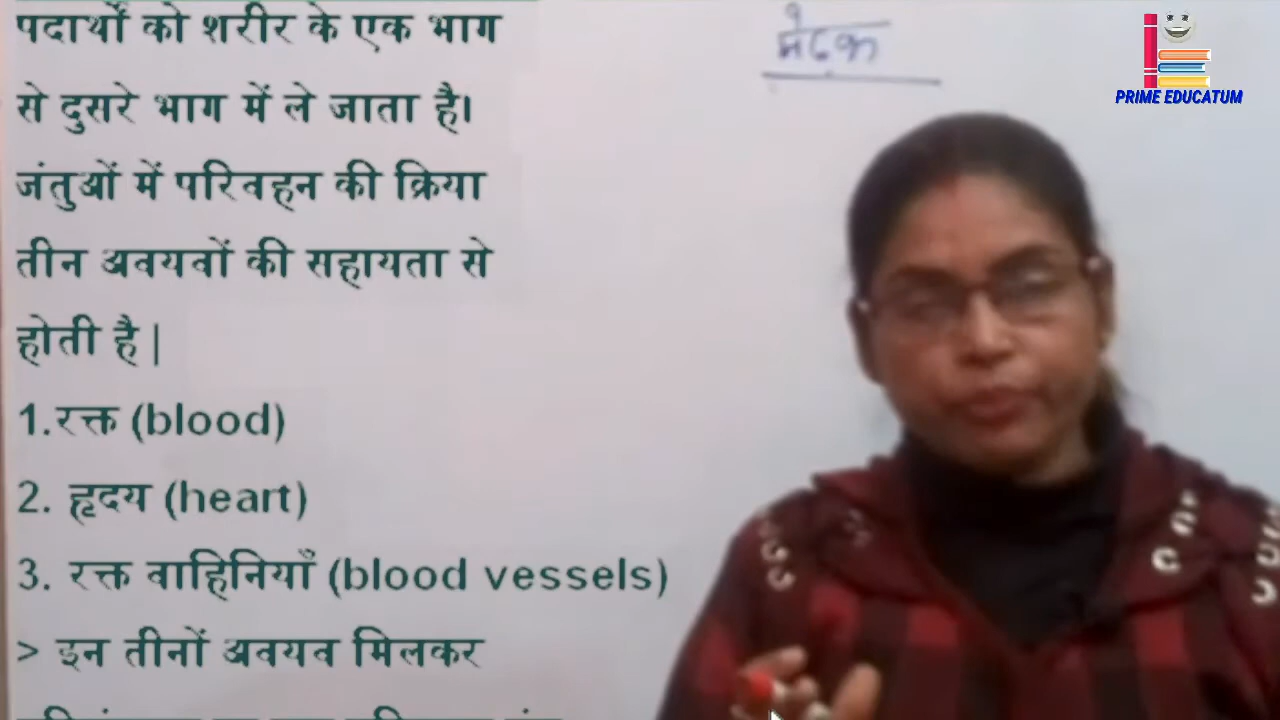 पदार्थों को शरीर के एक भाग
से दुसरे भाग में ले जाता है।
जंतुओं में परिवहन की क्रिया
तीन अवयवों की सहायता से
होती है |
1.रक्त (blood)
2. हृदय (heart)
3. रक्त वाहिनियाँ (blood vessels)
> इन तीनों अवयव मिलकर
मेढक
PRIME EDUCATUM